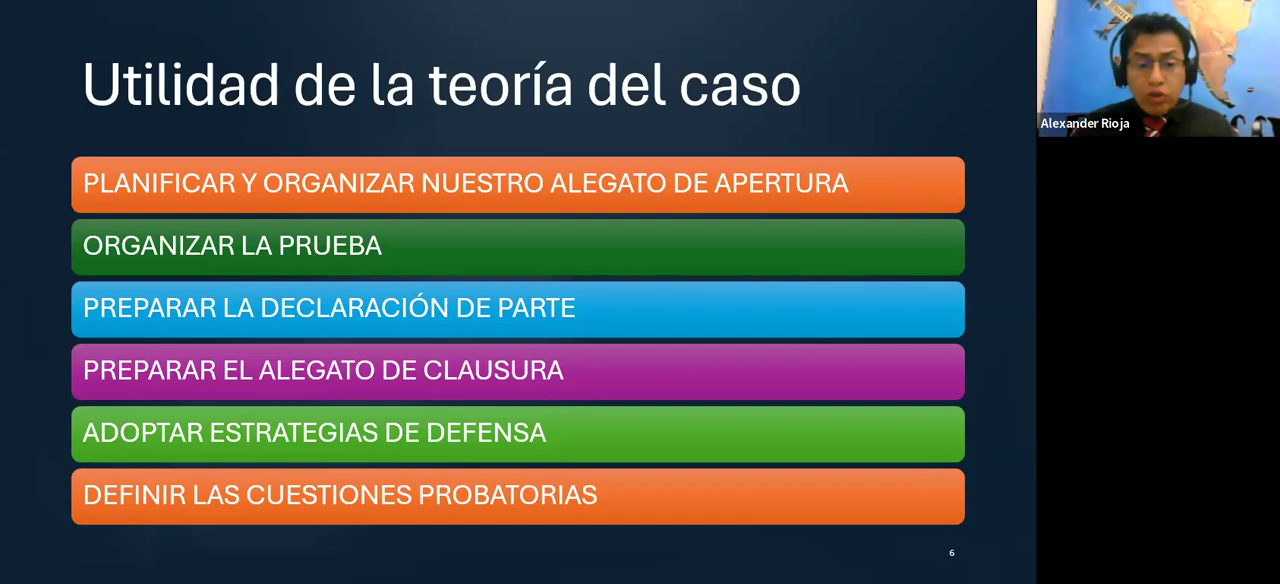 Utilidad de la teoría del caso
PLANIFICAR Y ORGANIZAR NUESTRO ALEGATO DE APERTURA
ORGANIZAR LA PRUEBA
PREPARAR LA DECLARACIÓN DE PARTE
PREPARAR EL ALEGATO DE CLAUSURA
ADOPTAR ESTRATEGIAS DE DEFENSA
DEFINIR LAS CUESTIONES PROBATORIAS
6
Alexander Rioja